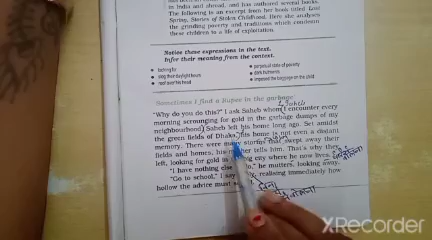 in India and abroad, and has authored several books.
The following is an excerpt from her book titled Lost
Spring, Stories of Stolen Childhood. Here she analyses
the grinding poverty and traditions which condemn
these children to a life of exploitation.
Notice these expressions in the text.
Infer their meaning from the context.
looking for
perpetual state of poverty
slog their daylight hours
dark hutments
roof over his head
imposed the baggage on the child
Sometimes I find a Rupee in the garbage
Saheb
"Why do you do this?" I ask Saheb whom I encounter every
morning scrounging for gold in the garbage dumps of my
neighbourhood. Saheb left his home long ago. Set amidst
the green fields of Dhaka, his home is not even a distant
memory. There were many storms that swept away their
fields and homes, his mother tells him. That's why they
left, looking for gold in the big city where he now lives.
"I have nothing else to do," he mutters, looking away.
"Go to school," I say realising immediately how
hollow the advice must
XRecorder